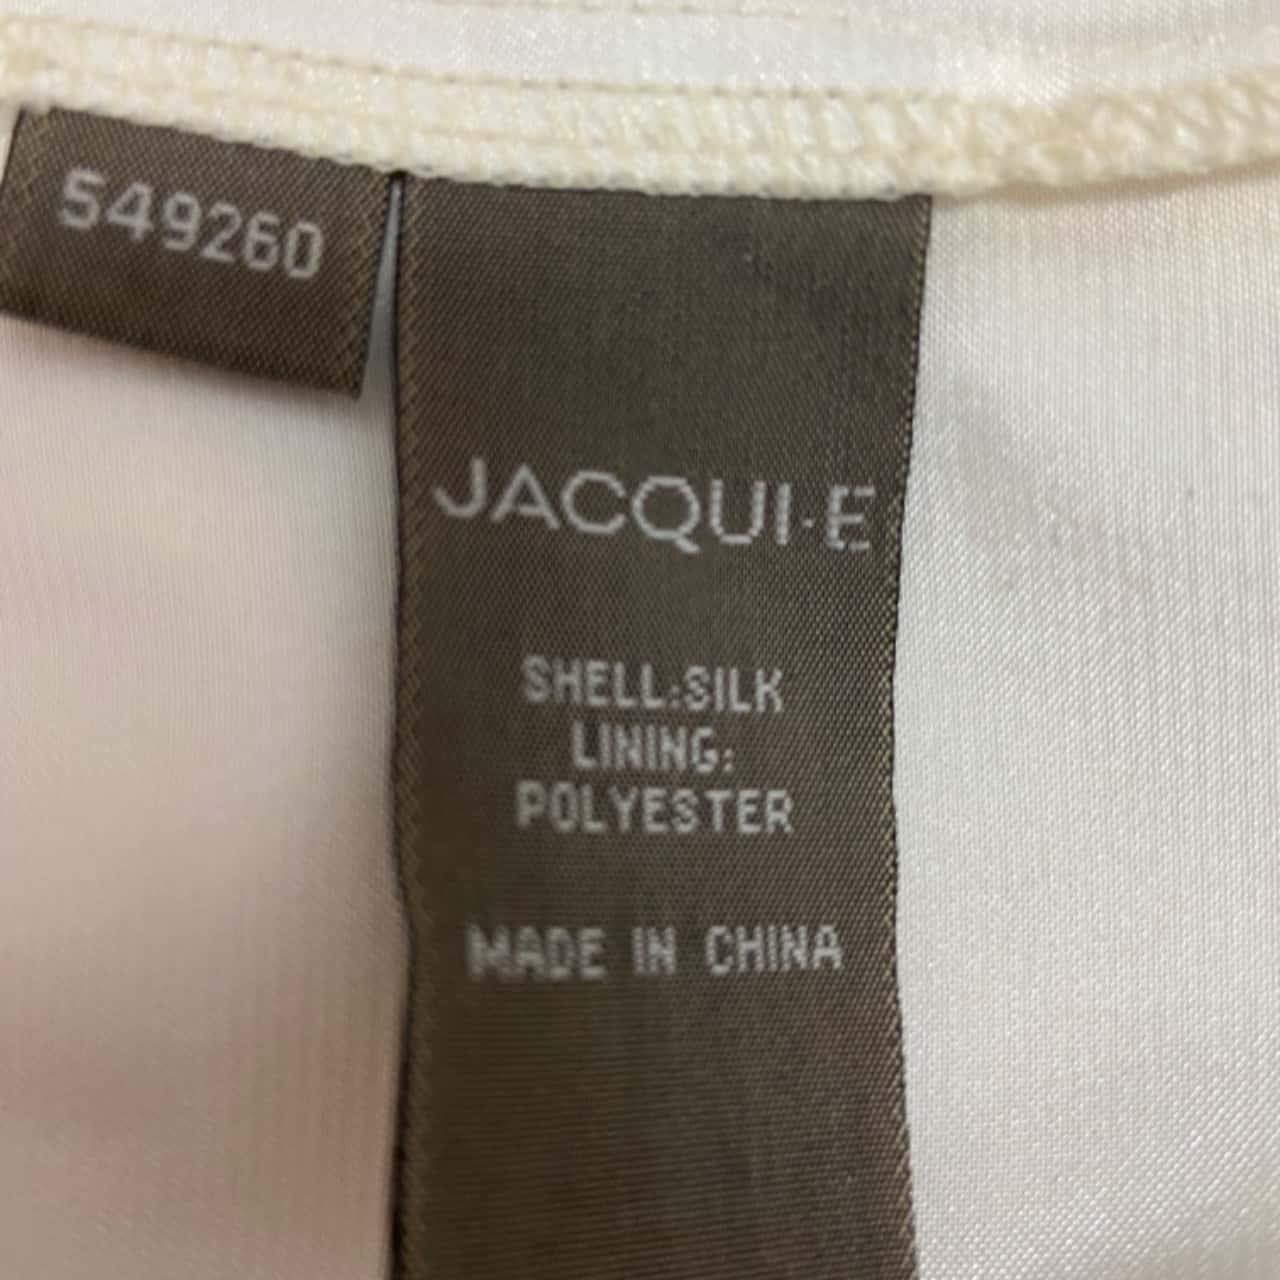 549260
JACQUI·E
SHELL:SILK
LINING:
POLYESTER
MADE IN CHINA